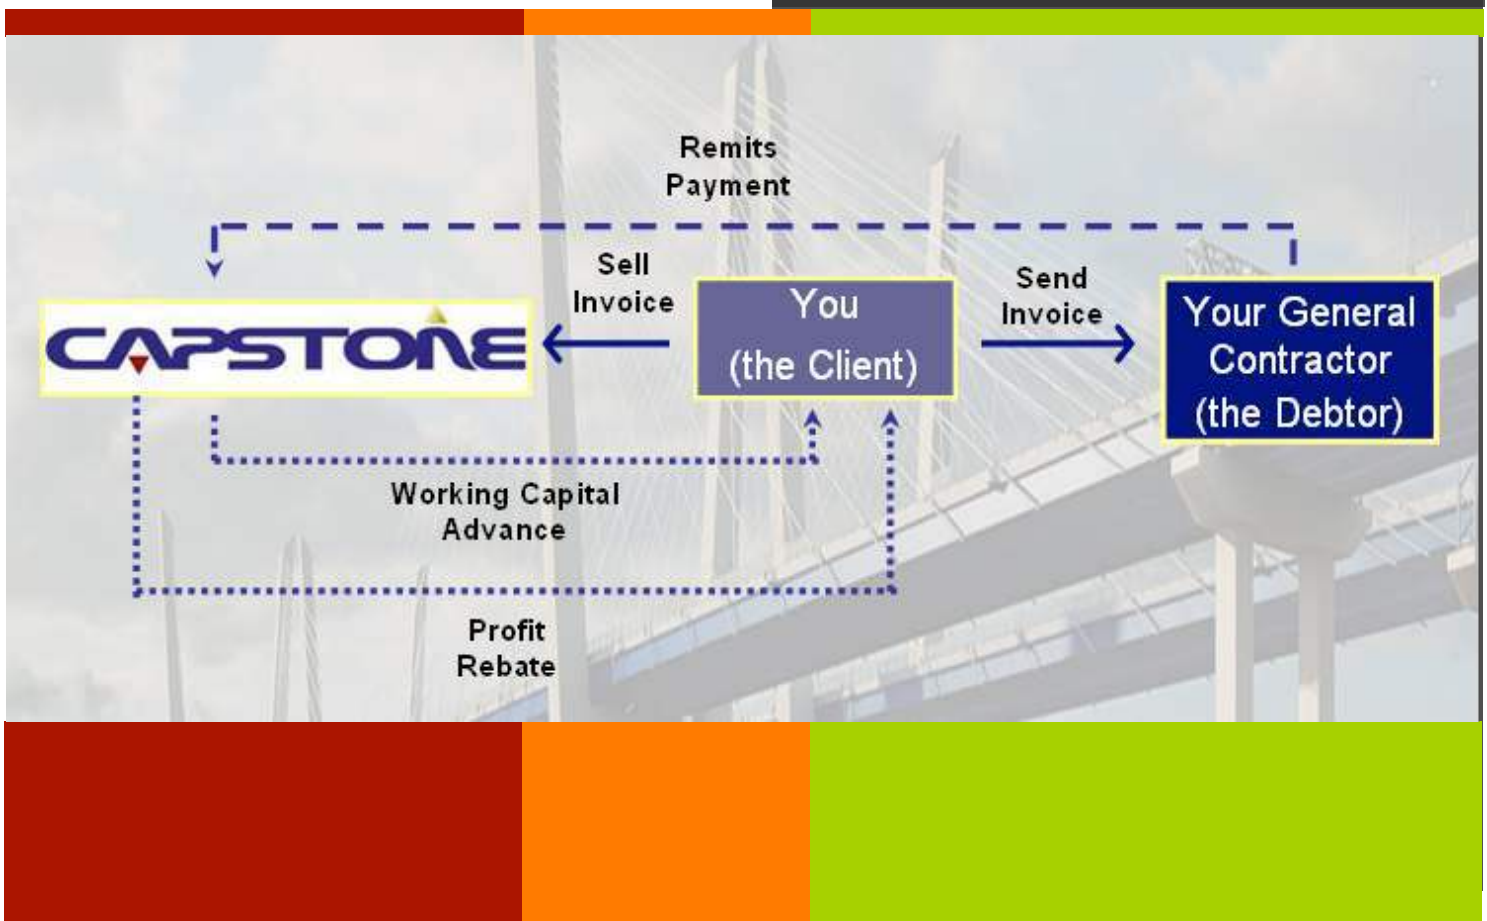 Remits
Payment
Sell
Invoice
Send
Invoice
CAPSTONE
You
(the Client)
Your General
Contractor
(the Debtor)
Working Capital
Advance
Profit
Rebate